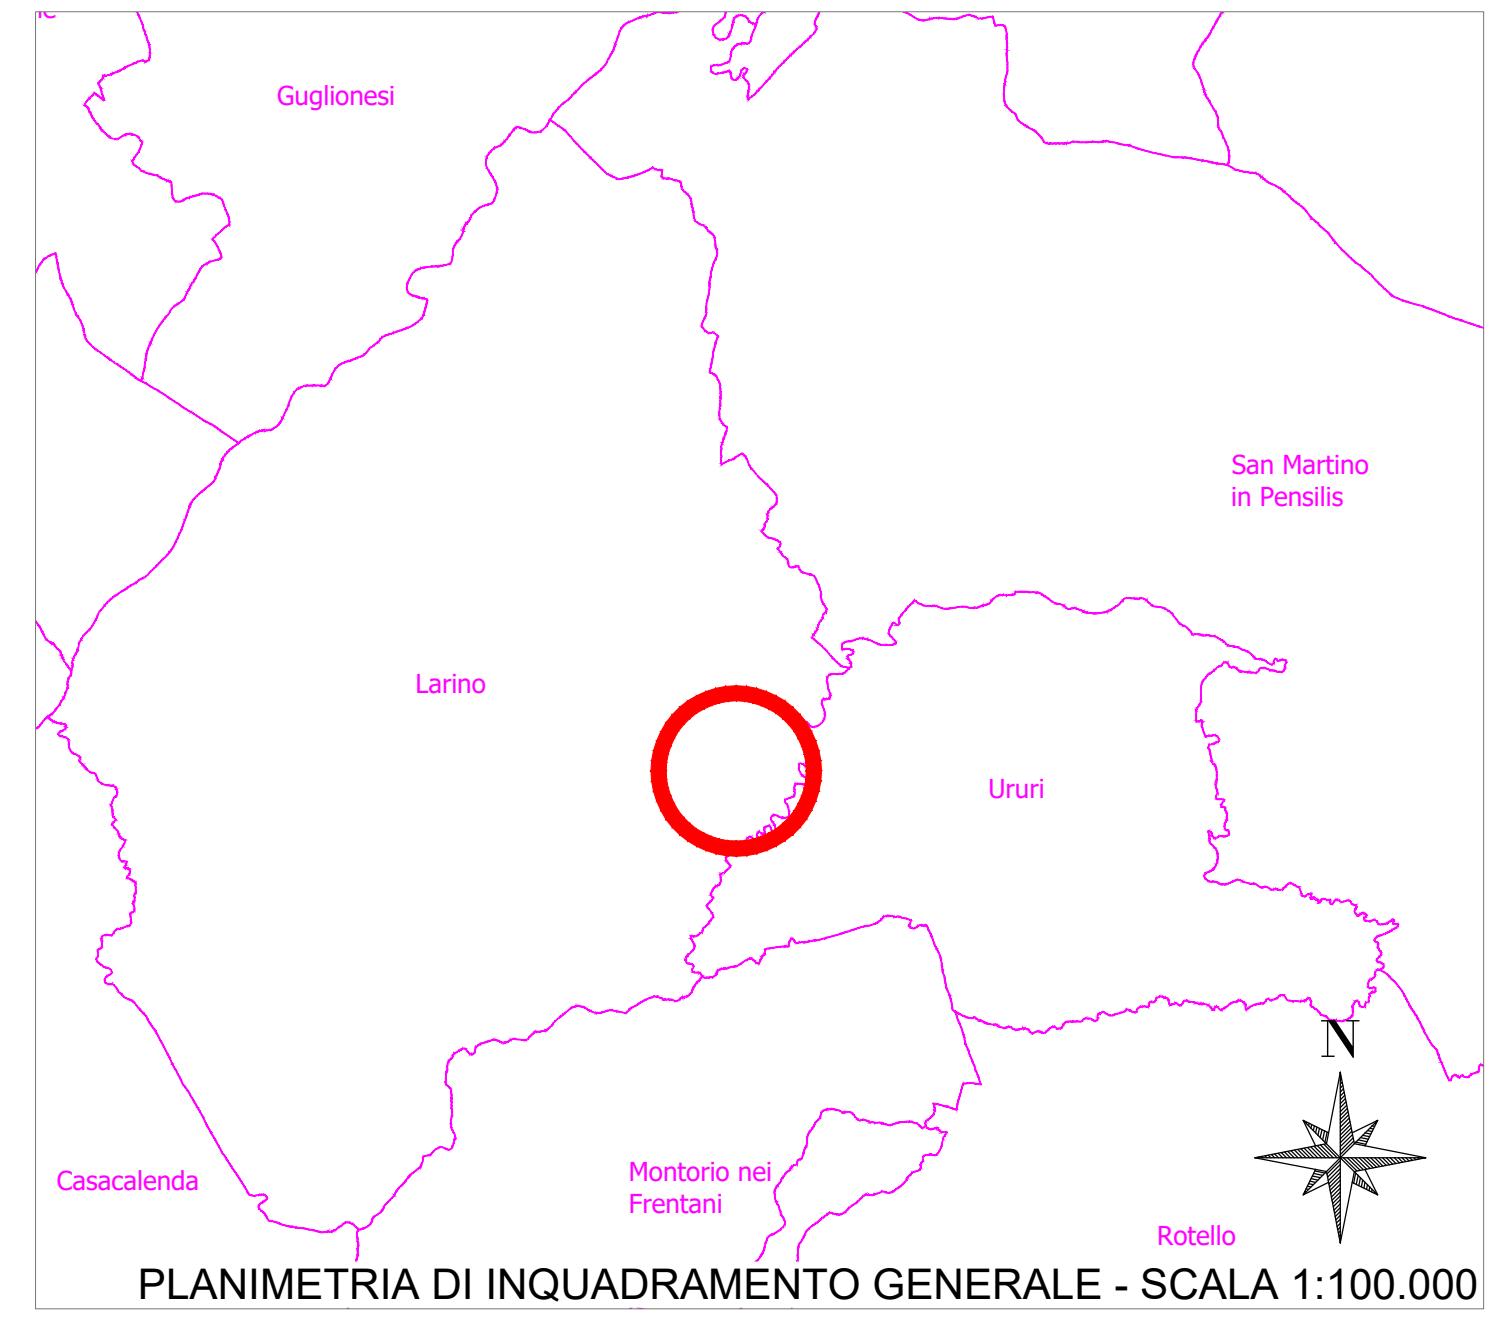 Guglionesi
San Martino
in Pensilis
Larino
Ururi
N
Casacalenda
Montorio nei
Frentani
Rotello
PLANIMETRIA DI INQUADRAMENTO GENERALE - SCALA 1:100.000